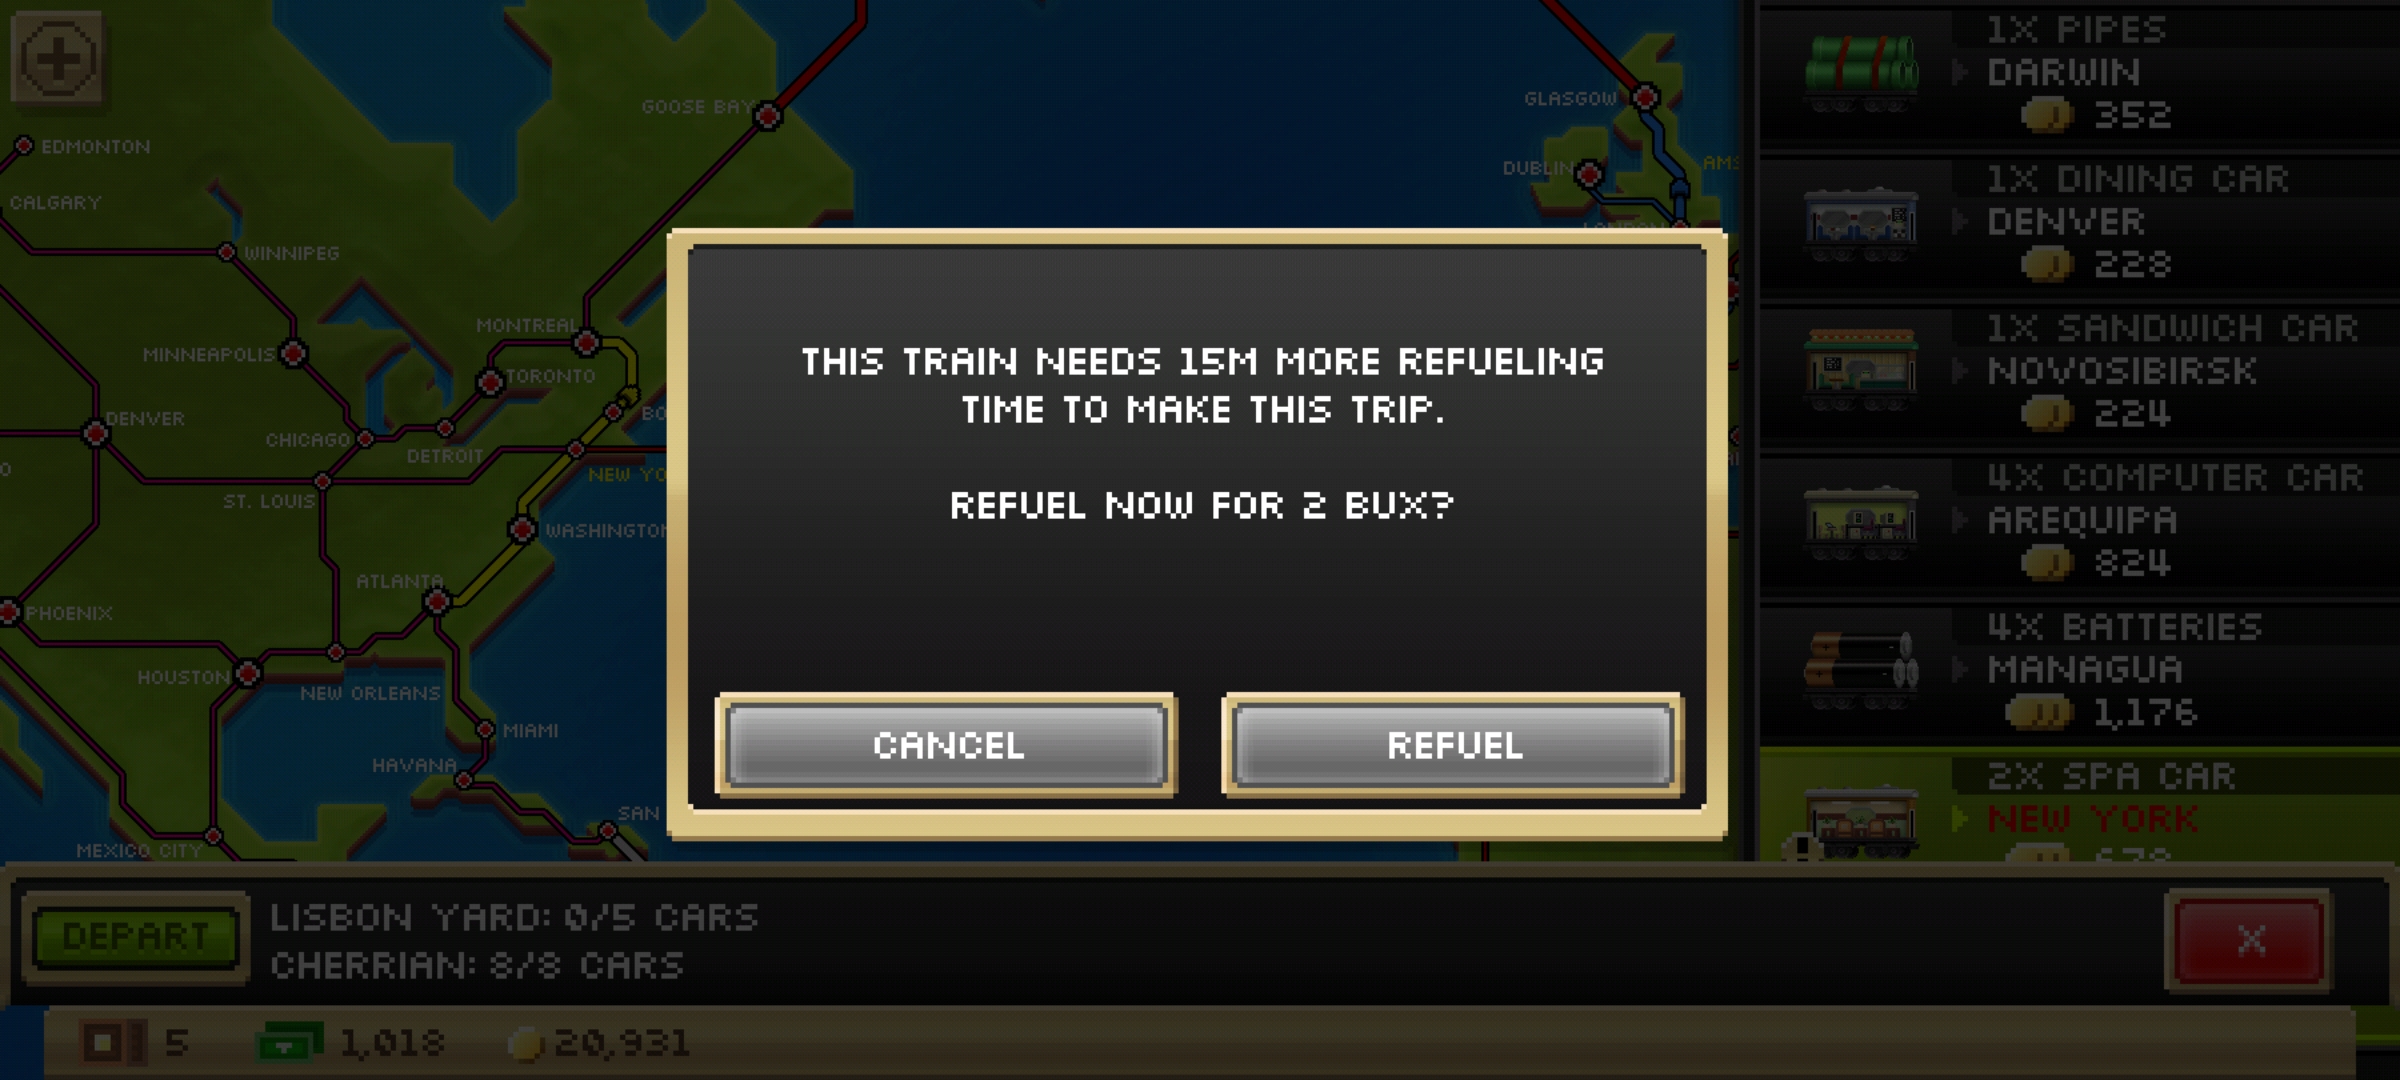 GOOSE BAY
EDMONTON
CALGARY
WINNIPEG
MONTREAL
MINNEAPOLIS
TORONTO
DENVER
CHICAGO
DETROIT
ST. LOUIS
NEW YO
WASHINGTON
ATLANTA
PHOENIX
HOUSTON
NEW ORLEANS
MIAMI
HAVANA
SAN
MEXICO CITY
GLASGOW
DUBLIN
AMS
THIS TRAIN NEEDS 15M MORE REFUELING
TIME TO MAKE THIS TRIP.
REFUEL NOW FOR 2 BUX?
CANCEL
REFUEL
1X PIPES
DARWIN
352
1X DINING CAR
DENVER
228
1X SANDWICH CAR
NOVOSIBIRSK
224
4X COMPUTER CAR
AREQUIPA
824
4X BATTERIES
MANAGUA
1,176
2X SPA CAR
NEW YORK
DEPART
LISBON YARD: 0/5 CARS
CHERRIAN: 8/8 CARS
X
5
1,018
20,931